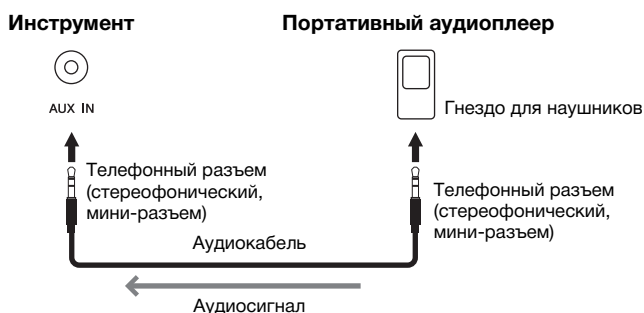 Инструмент
Портативный аудиоплеер
AUX IN
Гнездо для наушников
Телефонный разъем
(стереофонический,
мини-разъем)
Телефонный разъем
(стереофонический,
мини-разъем)
Аудиокабель
Аудиосигнал